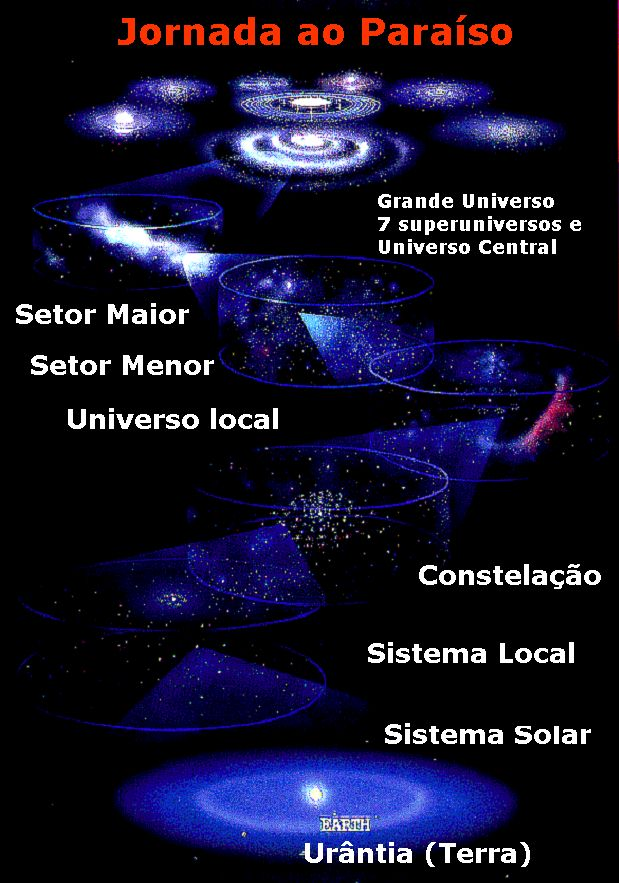 Jornada ao Paraíso
Grande Universo
7 superuniversos e
Universo Central
Setor Maior
Setor Menor
Universo local
Constelação
Sistema Local
Sistema Solar
EARTH
Urântia (Terra)